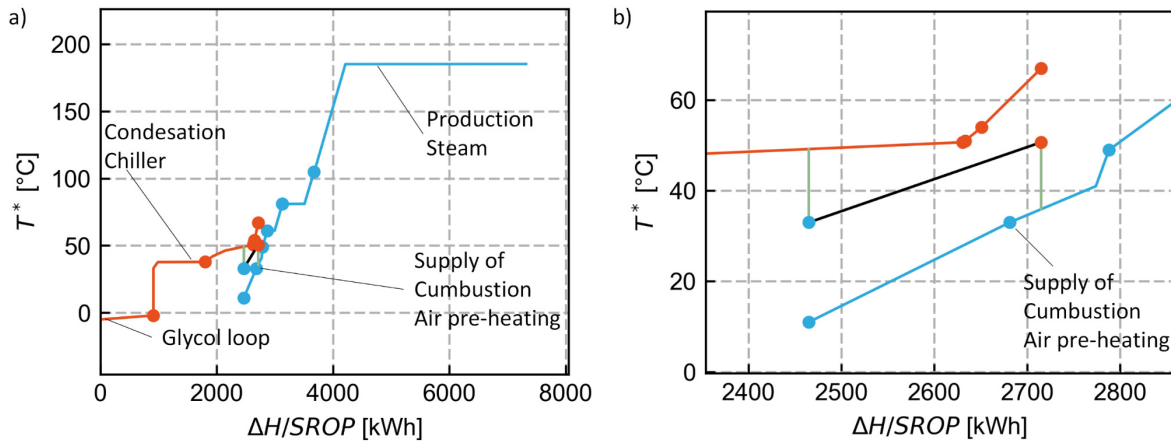 a)
200
150
100
50
0
T* [°C]
Condesation
Chiller
Glycol loop
Production
Steam
Supply of
Cumbustion
Air pre-heating
0
2000
4000
6000
8000
ΔH/SROP [kWh]
b)
60
40
20
0
T* [°C]
Supply of
Cumbustion
Air pre-heating
2400
2500
2600
2700
2800
ΔH/SROP [kWh]